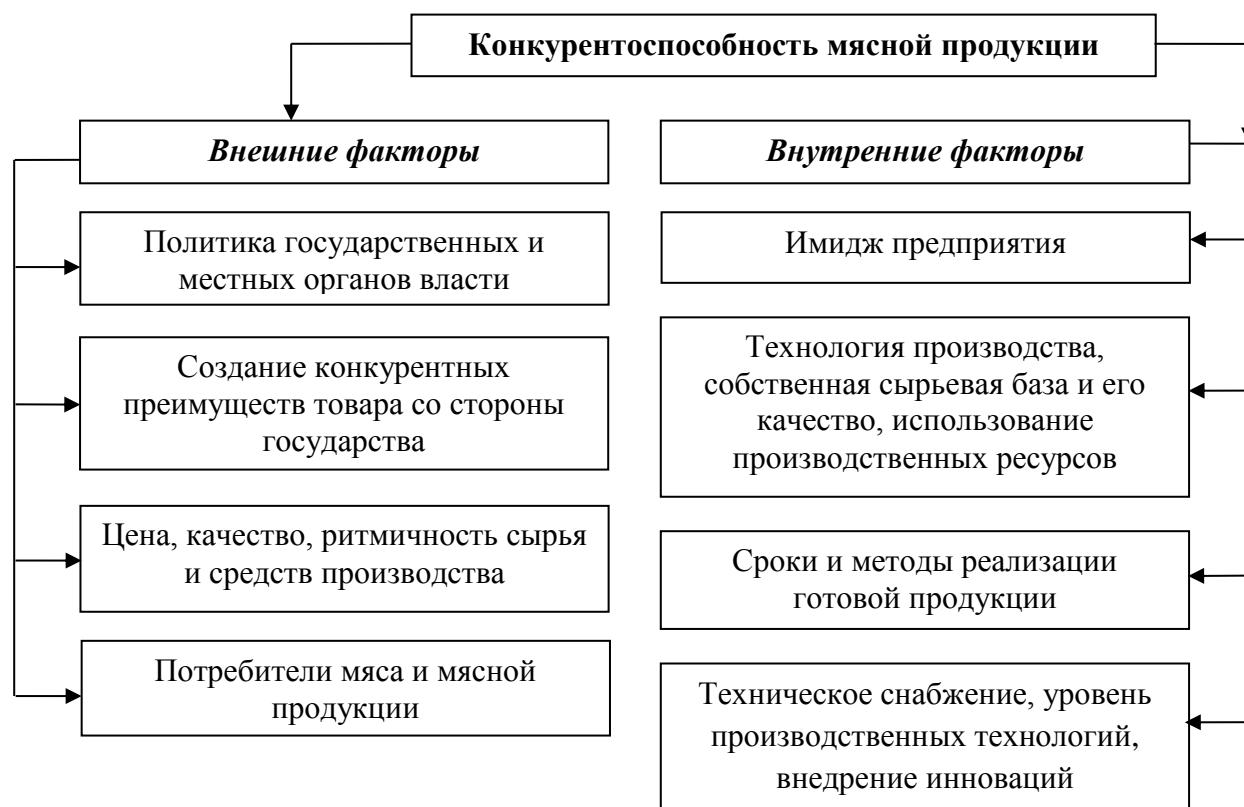 Конкурентоспособность мясной продукции
Внешние факторы
Политика государственных и
местных органов власти
Создание конкурентных
преимуществ товара со стороны
государства
Цена, качество, ритмичность сырья
и средств производства
Потребители мяса и мясной
продукции
Внутренние факторы
Имидж предприятия
Технология производства,
собственная сырьевая база и его
качество, использование
производственных ресурсов
Сроки и методы реализации
готовой продукции
Техническое снабжение, уровень
производственных технологий,
внедрение инноваций